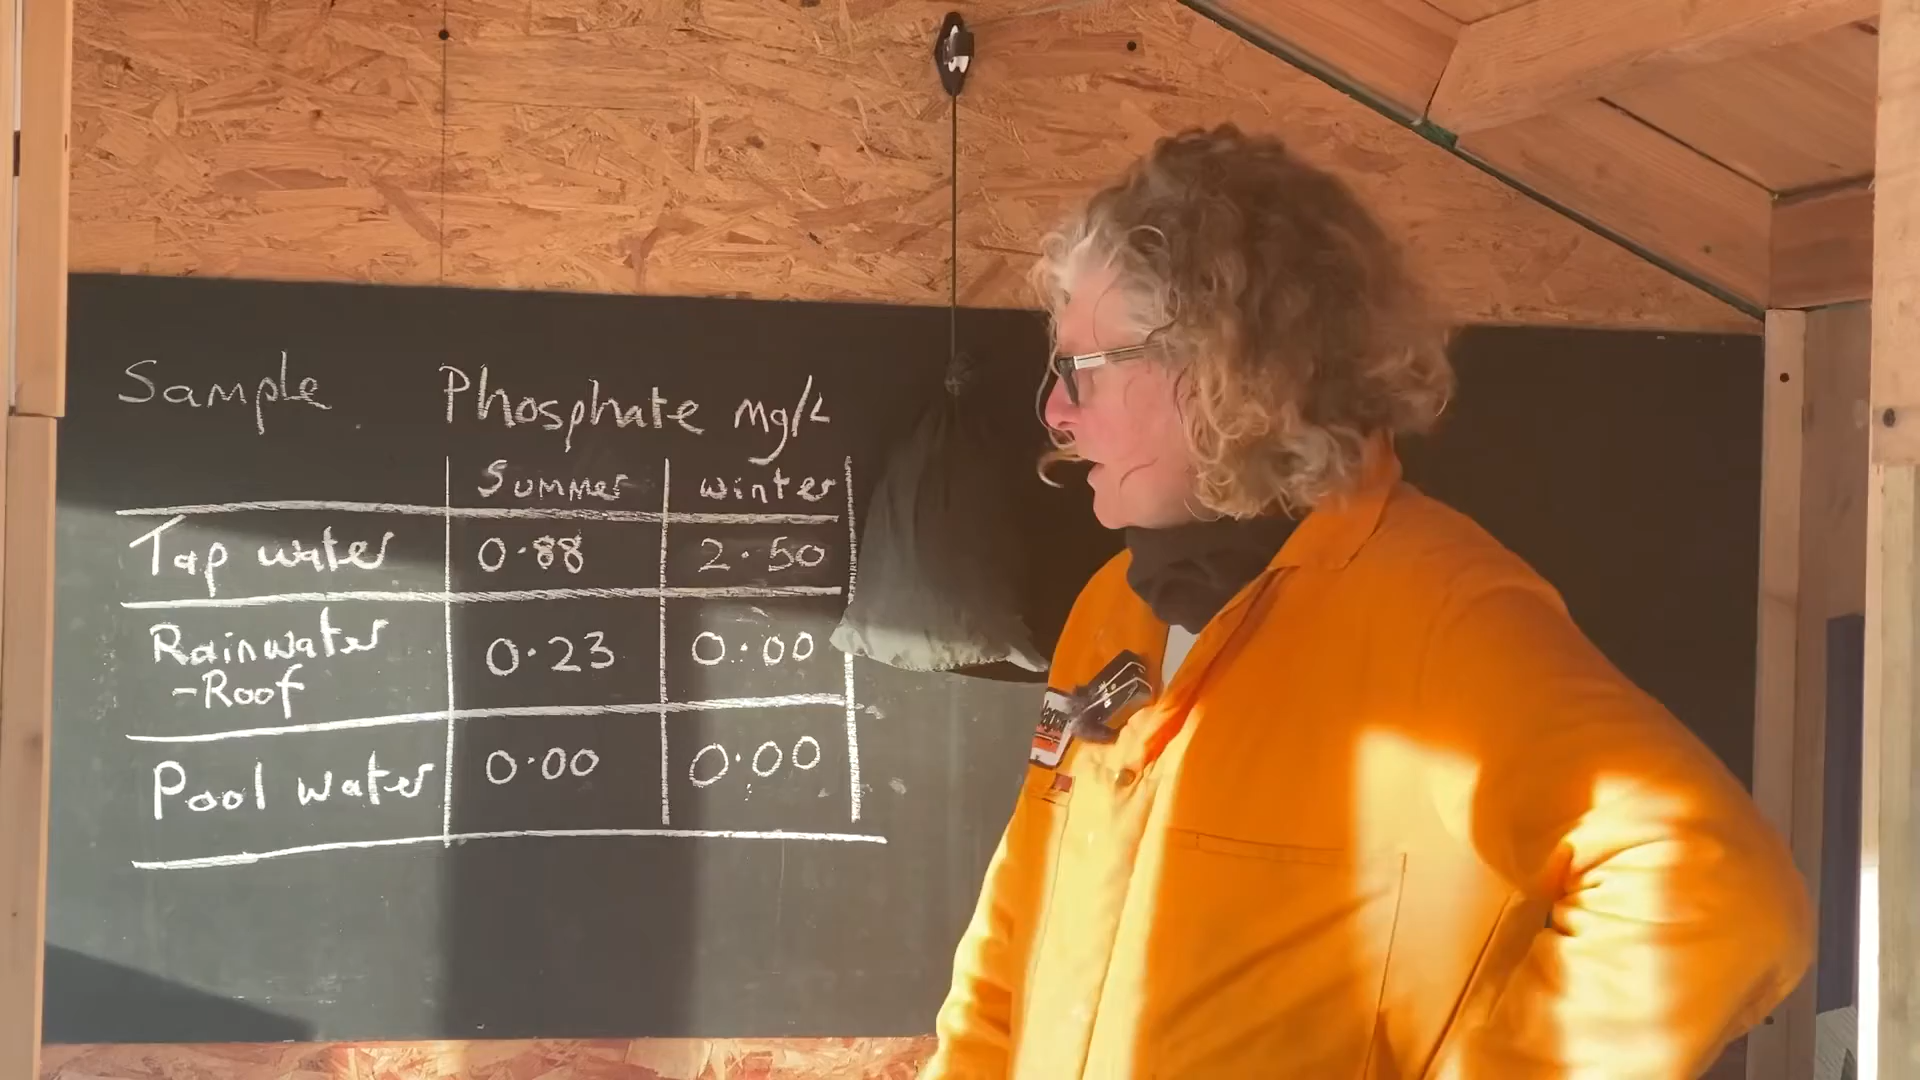 Sample Phosphate mg/L
Summer winter
Tap water 0.88 2.50
Rainwater 0.23 0.00
-Roof
Pool water 0.00 0.00